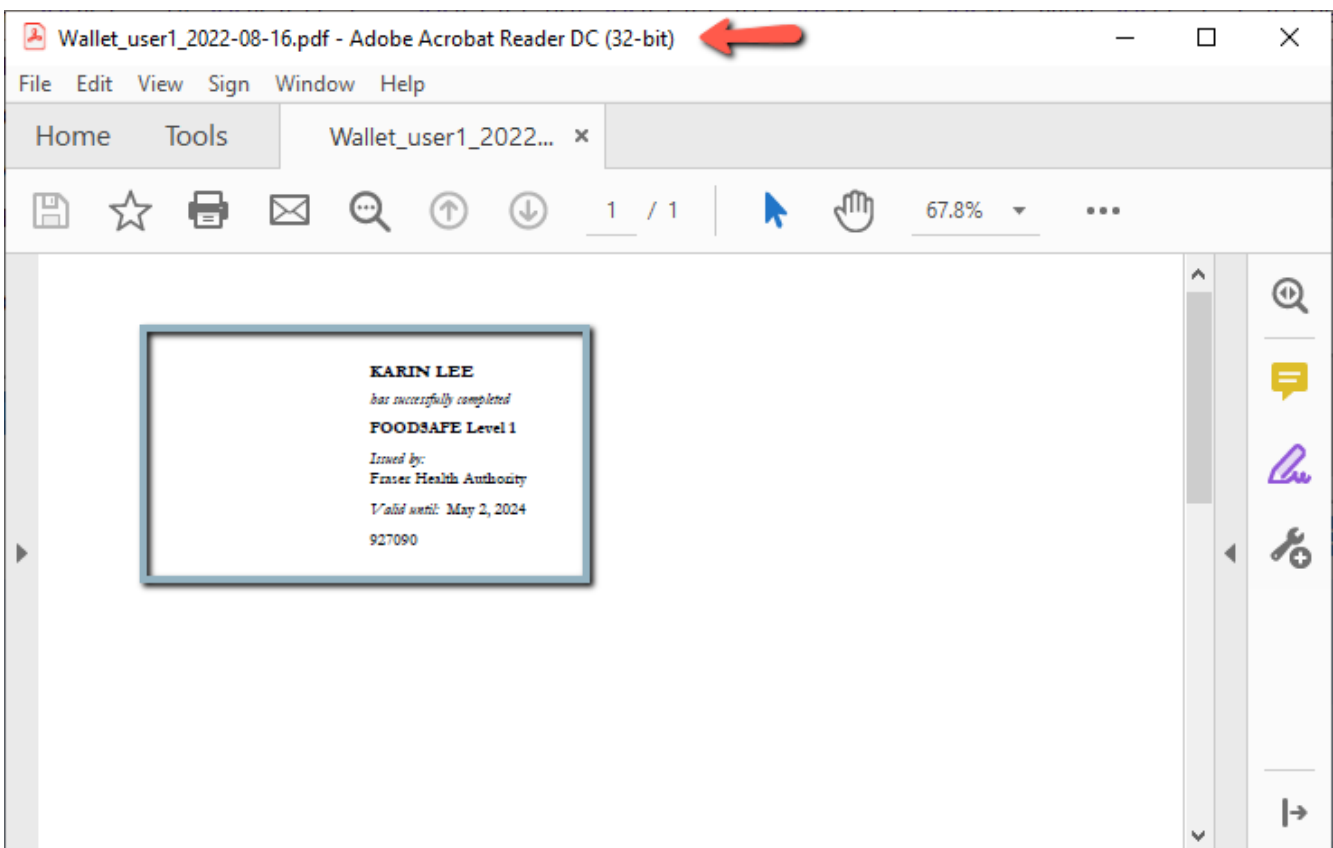 Wallet_user1_2022-08-16.pdf - Adobe Acrobat Reader DC (32-bit)
File Edit View Sign Window Help
Home Tools Wallet_user1_2022... ×
1 / 1 67.8%
KARIN LEE
has successfully completed
FOODSAFE Level 1
Issued by:
Fraser Health Authority
Valid until: May 2, 2024
927090